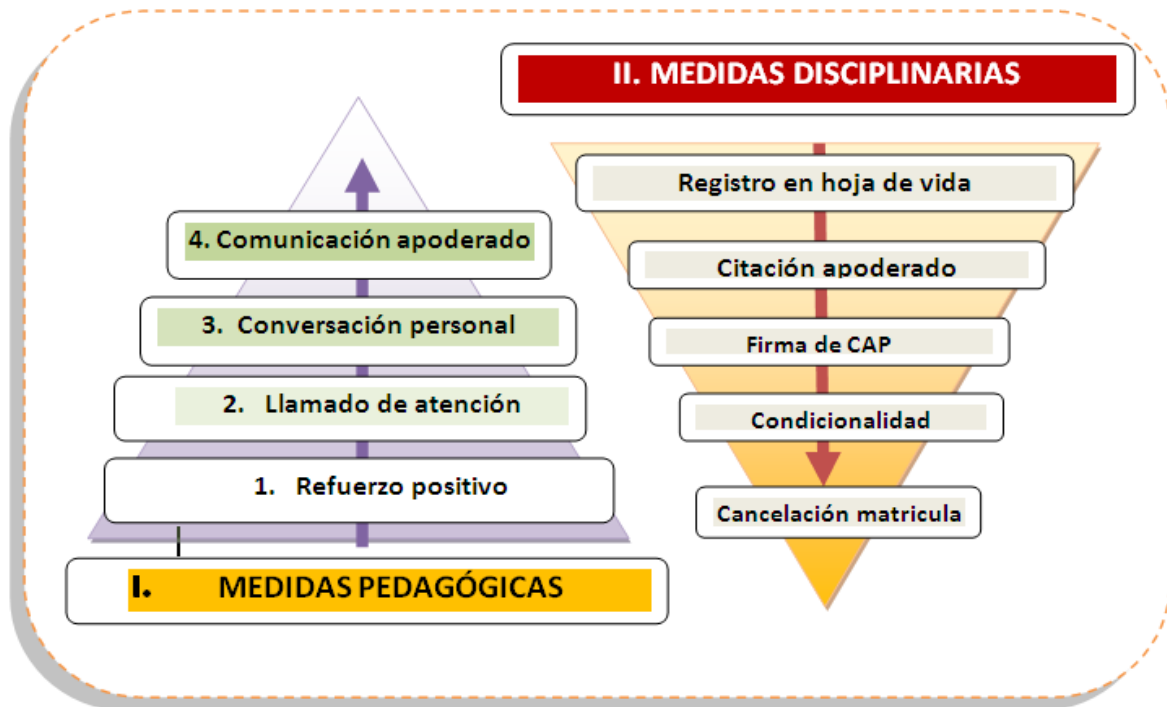 II. MEDIDAS DISCIPLINARIAS
Registro en hoja de vida
Citación apoderado
Firma de CAP
Condicionalidad
Cancelación matricula
4. Comunicación apoderado
3. Conversación personal
2. Llamado de atención
1. Refuerzo positivo
I. MEDIDAS PEDAGÓGICAS